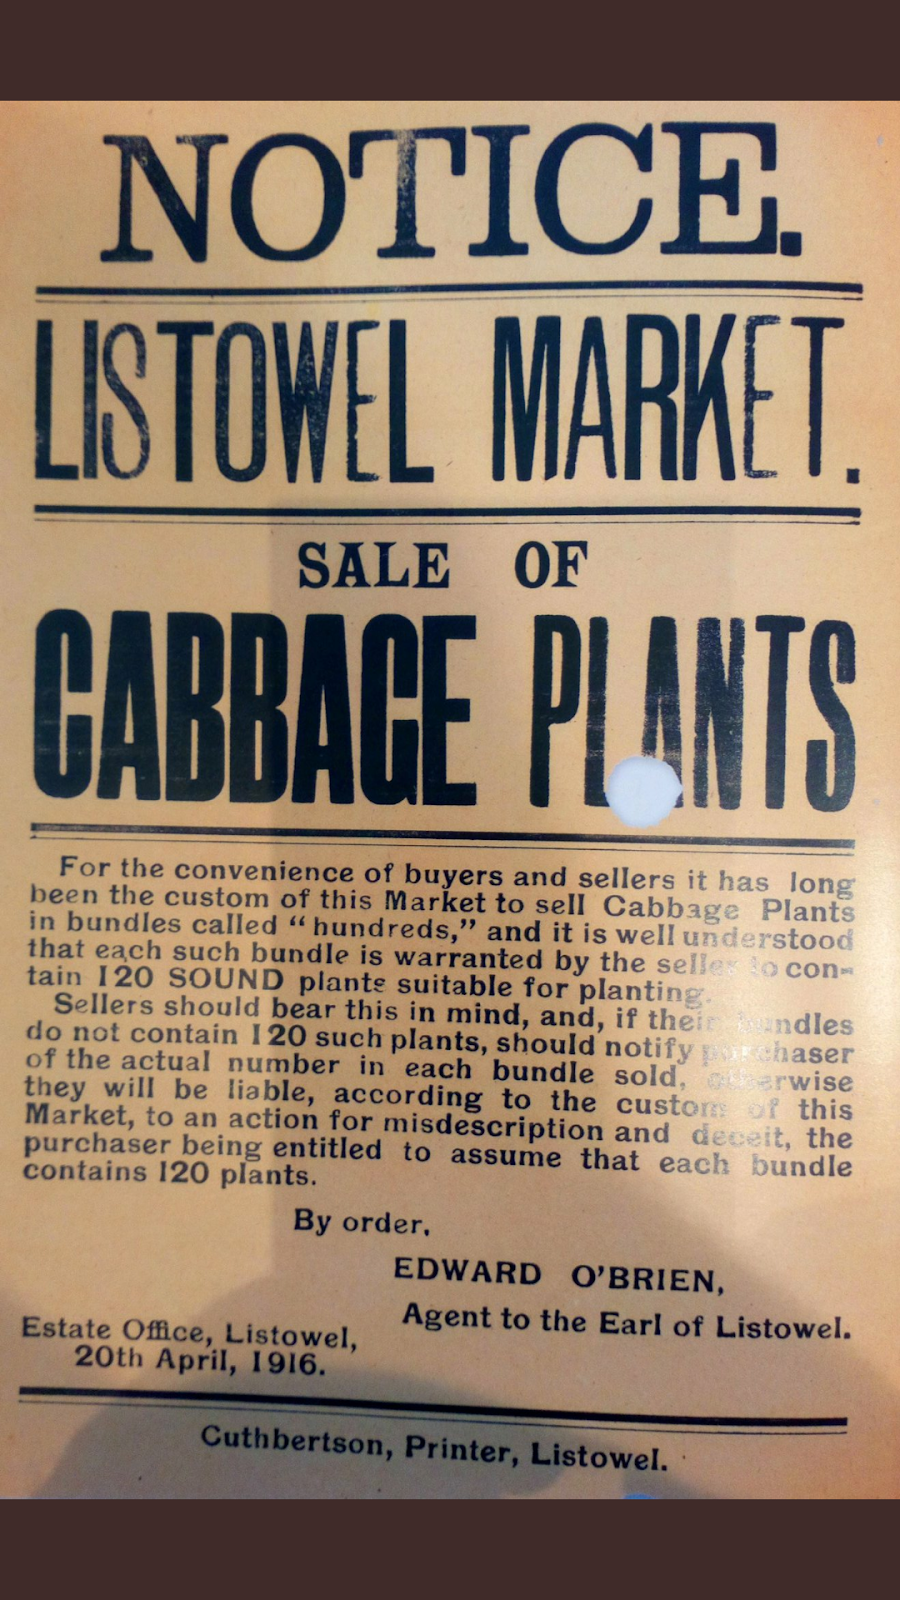 NOTICE.
LISTOWEL MARKET.
SALE OF
CABBAGE PLANTS
For the convenience of buyers and sellers it has long
been the custom of this Market to sell Cabbage Plants
in bundles called "hundreds," and it is well understood
that each such bundle is warranted by the seller to con-
tain 120 SOUND plants suitable for planting.
Sellers should bear this in mind, and, if their bundles
do not contain 120 such plants, should notify purchaser
of the actual number in each bundle sold, otherwise
they will be liable, according to the custom of this
Market, to an action for misdescription and deceit, the
purchaser being entitled to assume that each bundle
contains 120 plants.
By order,
EDWARD O'BRIEN,
Agent to the Earl of Listowel.
Estate Office, Listowel,
20th April, 1916.
Cuthbertson, Printer, Listowel.